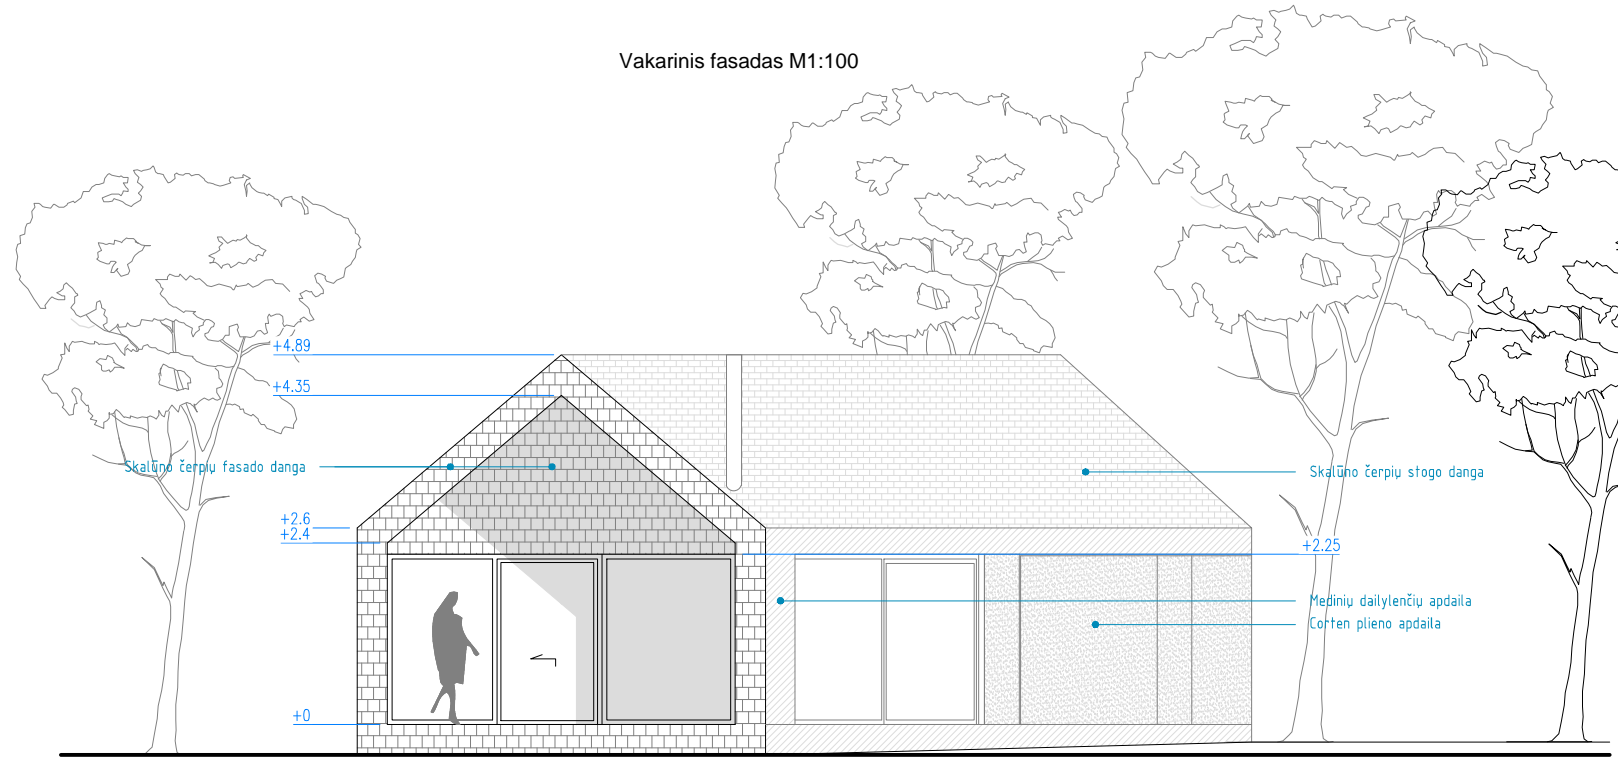 Vakarinis fasadas M1:100
+4.89
+4.35
Skalūno čerpių fasado danga
Skalūno čerpių stogo danga
+2.6
+2.4
+2.25
Medinių dailylenčių apdaila
Corten plieno apdaila
+0